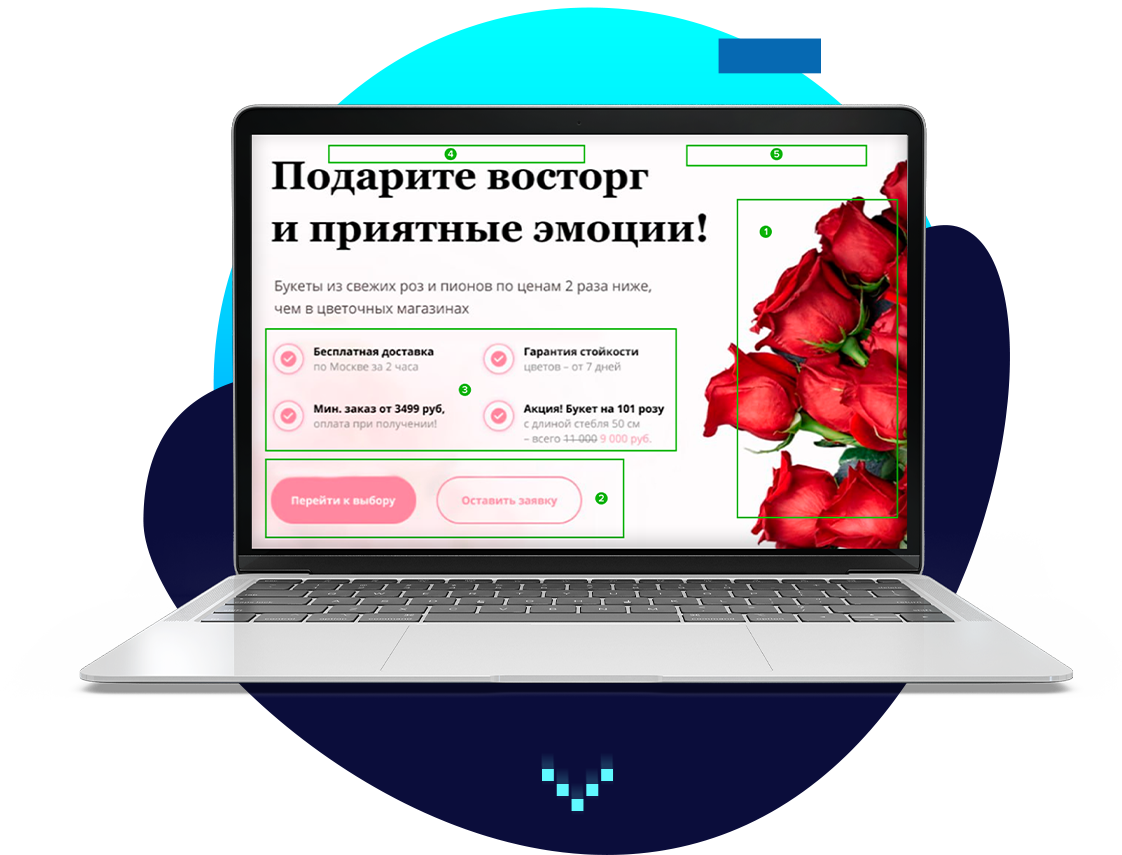 4
5
Подарите восторг
и приятные эмоции!
1
Букеты из свежих роз и пионов по ценам 2 раза ниже,
чем в цветочных магазинах
Бесплатная доставка
по Москве за 2 часа
Гарантия стойкости
цветов – от 7 дней
3
Мин. заказ от 3499 руб,
оплата при получении!
Акция! Букет на 101 розу
с длиной стебля 50 см
– всего 11 000 9 000 руб.
Перейти к выбору
Оставить заявку
2